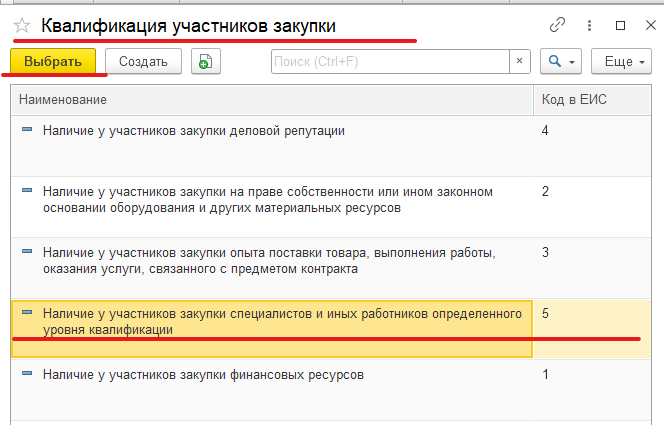 Квалификация участников закупки
Выбрать
Создать
Поиск (Ctrl+F)
×
Еще
Наименование
Код в ЕИС
Наличие у участников закупки деловой репутации
4
Наличие у участников закупки на праве собственности или ином законном
основании оборудования и других материальных ресурсов
2
Наличие у участников закупки опыта поставки товара, выполнения работы,
оказания услуги, связанного с предметом контракта
3
Наличие у участников закупки специалистов и иных работников определенного
уровня квалификации
5
Наличие у участников закупки финансовых ресурсов
1